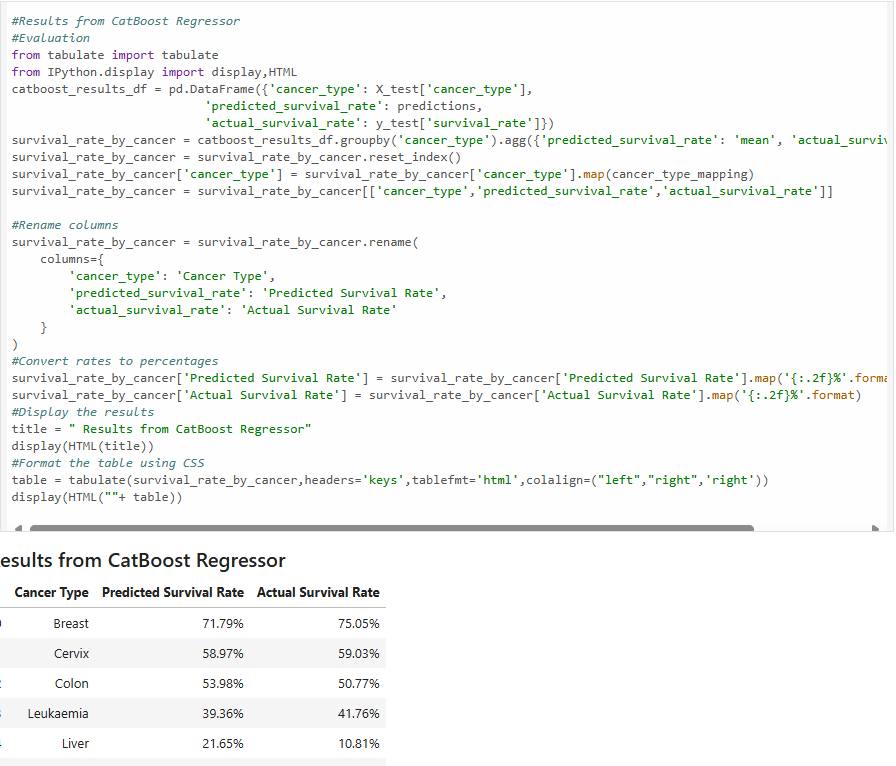 #Results from CatBoost Regressor
#Evaluation
from tabulate import tabulate
from IPython.display import display,HTML
catboost_results_df = pd.DataFrame({'cancer_type': X_test['cancer_type'],
'predicted_survival_rate': predictions,
'actual_survival_rate': y_test['survival_rate']})
survival_rate_by_cancer = catboost_results_df.groupby('cancer_type').agg({'predicted_survival_rate': 'mean', 'actual_surviv
survival_rate_by_cancer = survival_rate_by_cancer.reset_index()
survival_rate_by_cancer['cancer_type'] = survival_rate_by_cancer['cancer_type'].map(cancer_type_mapping)
survival_rate_by_cancer = survival_rate_by_cancer[['cancer_type','predicted_survival_rate','actual_survival_rate']]
#Rename columns
survival_rate_by_cancer = survival_rate_by_cancer.rename(
columns={
'cancer_type': 'Cancer Type',
'predicted_survival_rate': 'Predicted Survival Rate',
'actual_survival_rate': 'Actual Survival Rate'
}
)
#Convert rates to percentages
survival_rate_by_cancer['Predicted Survival Rate'] = survival_rate_by_cancer['Predicted Survival Rate'].map('{:.2f}%'.forma
survival_rate_by_cancer['Actual Survival Rate'] = survival_rate_by_cancer['Actual Survival Rate'].map('{:.2f}%'.format)
#Display the results
title = " Results from CatBoost Regressor"
display(HTML(title))
#Format the table using CSS
table = tabulate(survival_rate_by_cancer,headers='keys',tablefmt='html',colalign=("left","right",'right'))
display(HTML(""+ table))
esults from CatBoost Regressor
Cancer Type Predicted Survival Rate Actual Survival Rate
Breast 71.79% 75.05%
Cervix 58.97% 59.03%
Colon 53.98% 50.77%
Leukaemia 39.36% 41.76%
Liver 21.65% 10.81%